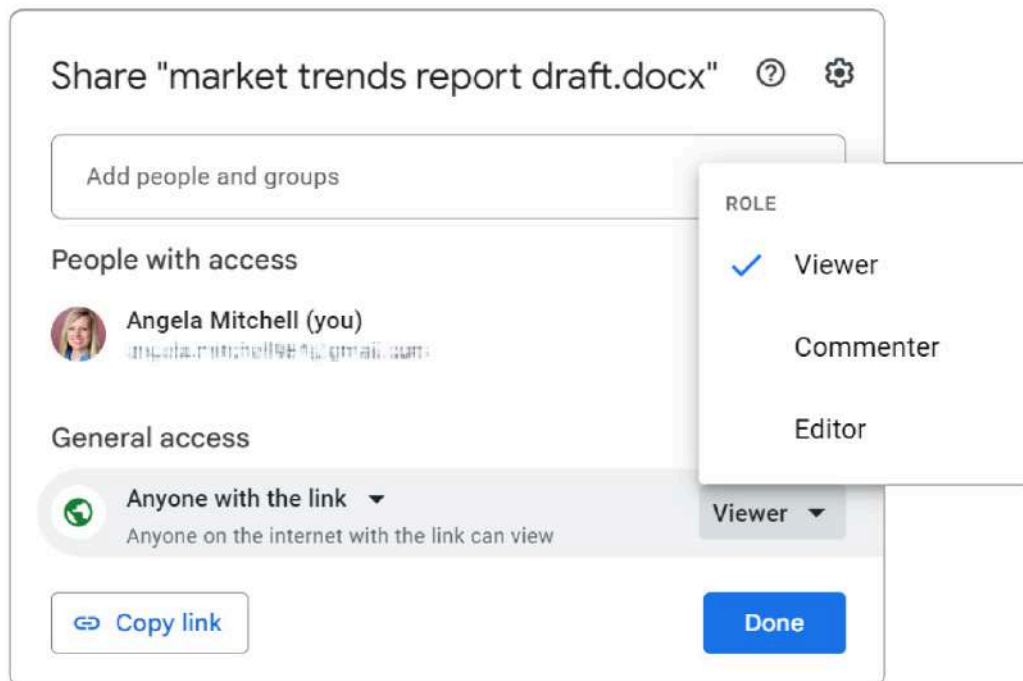 Share "market trends report draft.docx"
Add people and groups
People with access
Angela Mitchell (you)
General access
Anyone with the link
Anyone on the internet with the link can view
Viewer
Copy link
Done
ROLE
Viewer
Commenter
Editor